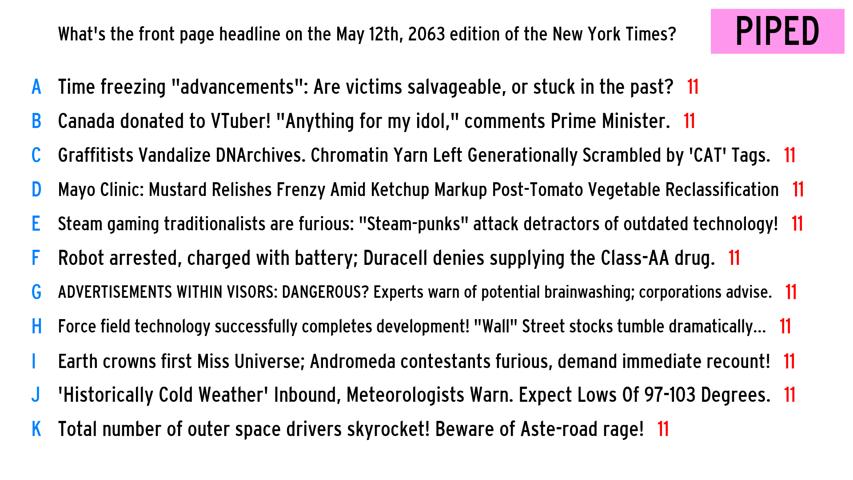 What's the front page headline on the May 12th, 2063 edition of the New York Times? PIPED
A Time freezing "advancements": Are victims salvageable, or stuck in the past? 11
B Canada donated to VTuber! "Anything for my idol," comments Prime Minister. 11
C Graffitists Vandalize DNArchives. Chromatin Yarn Left Generationally Scrambled by 'CAT' Tags. 11
D Mayo Clinic: Mustard Relishes Frenzy Amid Ketchup Markup Post-Tomato Vegetable Reclassification 11
E Steam gaming traditionalists are furious: "Steam-punks" attack detractors of outdated technology! 11
F Robot arrested, charged with battery; Duracell denies supplying the Class-AA drug. 11
G ADVERTISEMENTS WITHIN VISORS: DANGEROUS? Experts warn of potential brainwashing; corporations advise. 11
H Force field technology successfully completes development! "Wall" Street stocks tumble dramatically... 11
I Earth crowns first Miss Universe; Andromeda contestants furious, demand immediate recount! 11
J 'Historically Cold Weather' Inbound, Meteorologists Warn. Expect Lows Of 97-103 Degrees. 11
K Total number of outer space drivers skyrocket! Beware of Aste-road rage! 11